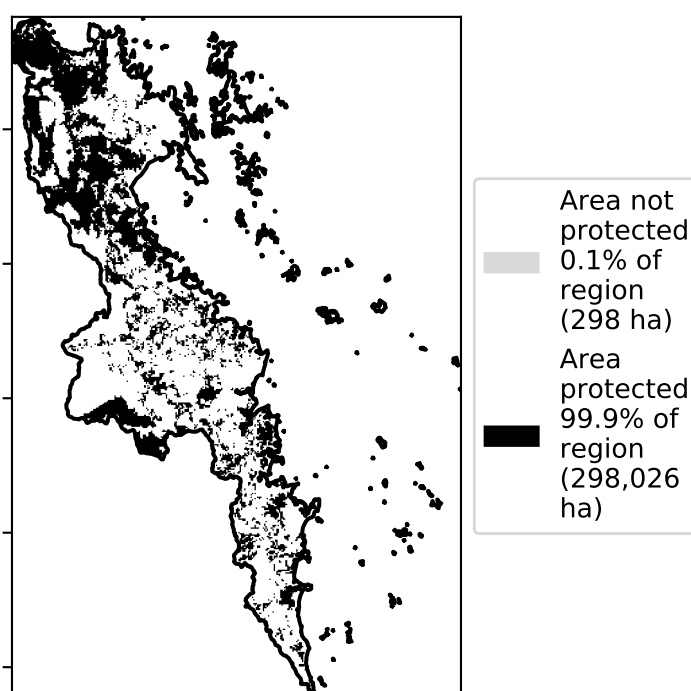 Area not
protected
0.1% of
region
(298 ha)
Area
protected
99.9% of
region
(298,026
ha)